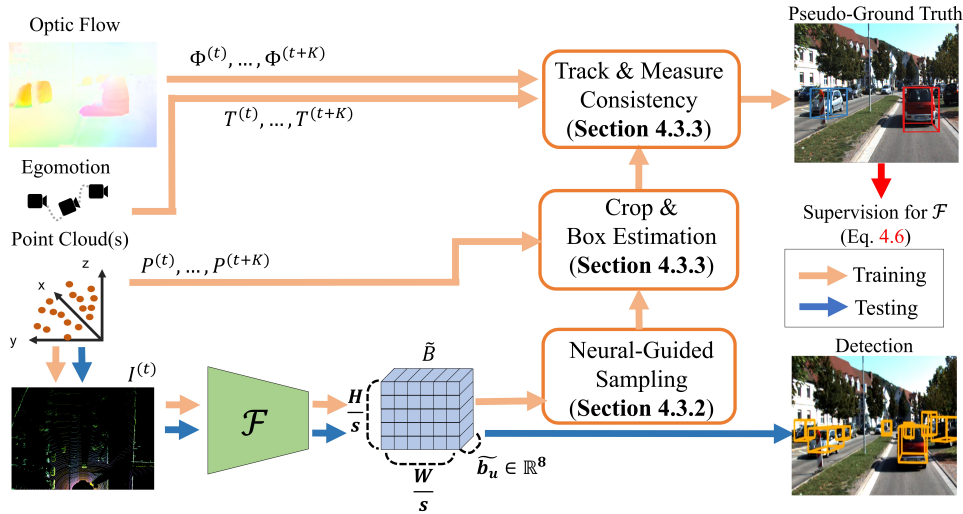 Optic Flow
Φ^(t), ..., Φ^(t+K)
T^(t), ..., T^(t+K)
Track & Measure
Consistency
(Section 4.3.3)
Pseudo-Ground Truth
Egomotion
Point Cloud(s)
z
x
y
P^(t), ..., P^(t+K)
Crop &
Box Estimation
(Section 4.3.3)
Supervision for ℱ
(Eq. 4.6)
Training
Testing
I^(t)
ℱ
B̃
H
s
W
s
b̃_u ∈ ℝ^8
Neural-Guided
Sampling
(Section 4.3.2)
Detection